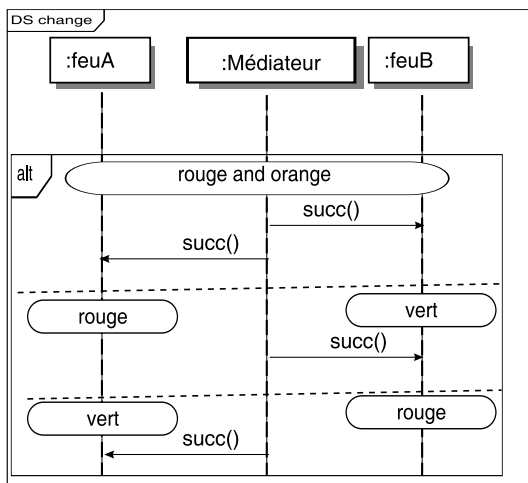 DS change
:feuA
:Médiateur
:feuB
alt
rouge and orange
succ()
succ()
rouge
vert
succ()
vert
rouge
succ()